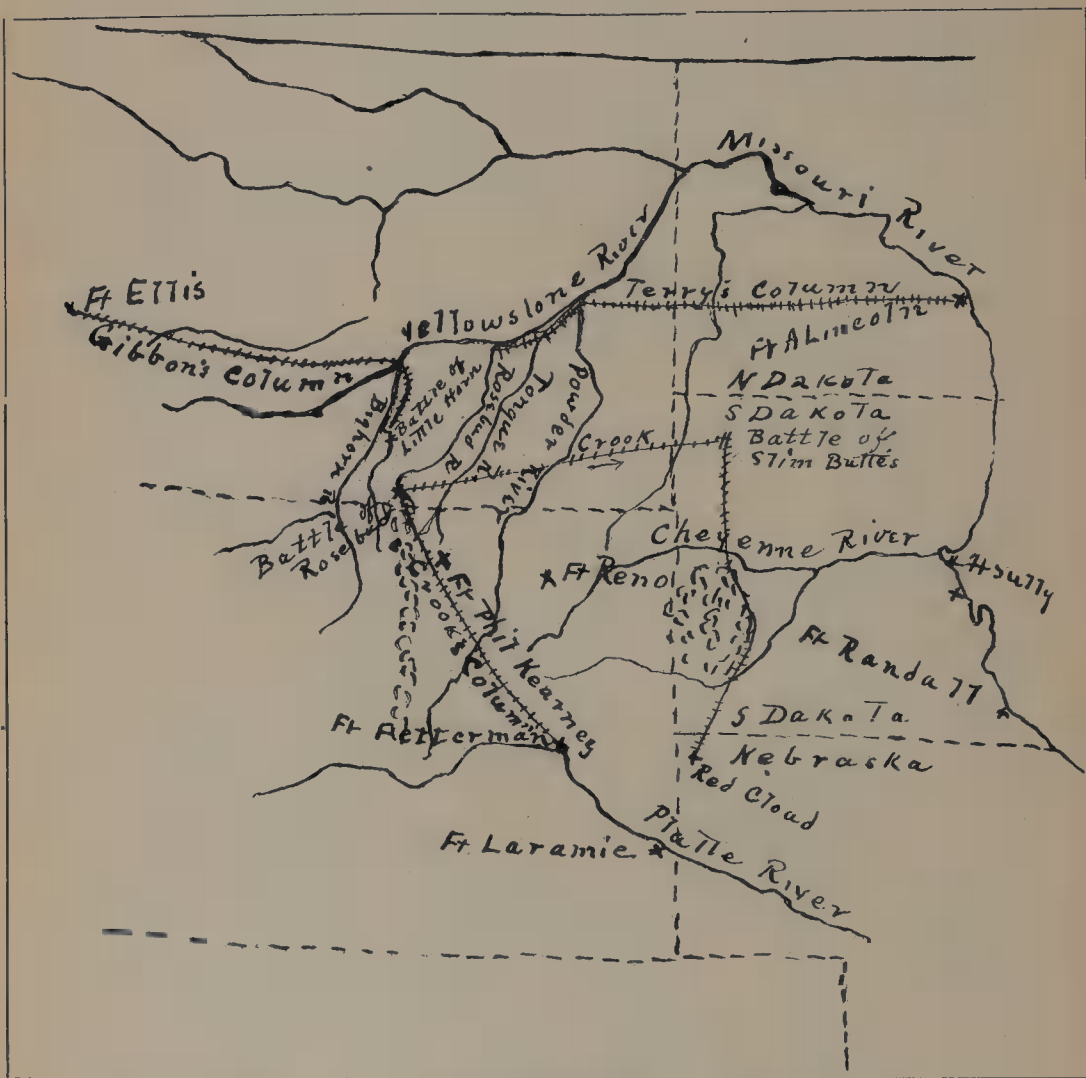 Missouri River
Ft Ellis
Gibbon's Column
Yellowstone River
Terry's Column
Ft A Lincoln
N Dakota
S Dakota
Battle of
Slim Buttes
Battle of
Little Horn
Bighorn R
Rosebud R
Tongue R
Powder River
Crook
Battle of
Rosebud
Crook's Column
Ft Phil Kearney
Ft Reno
Cheyenne River
Ft Sully
Ft Randall
S Dakota
Nebraska
Red Cloud
Ft Fetterman
Ft Laramie
Platte River